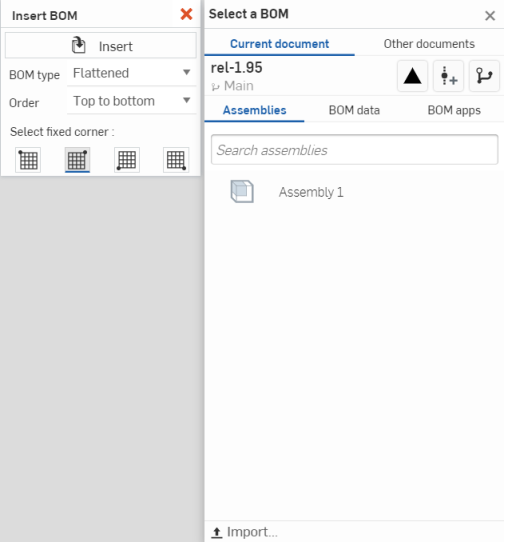 Insert BOM
Insert
BOM type Flattened
Order Top to bottom
Select fixed corner :
Select a BOM
Current document Other documents
rel-1.95
Main
Assemblies BOM data BOM apps
Search assemblies
Assembly 1
Import...